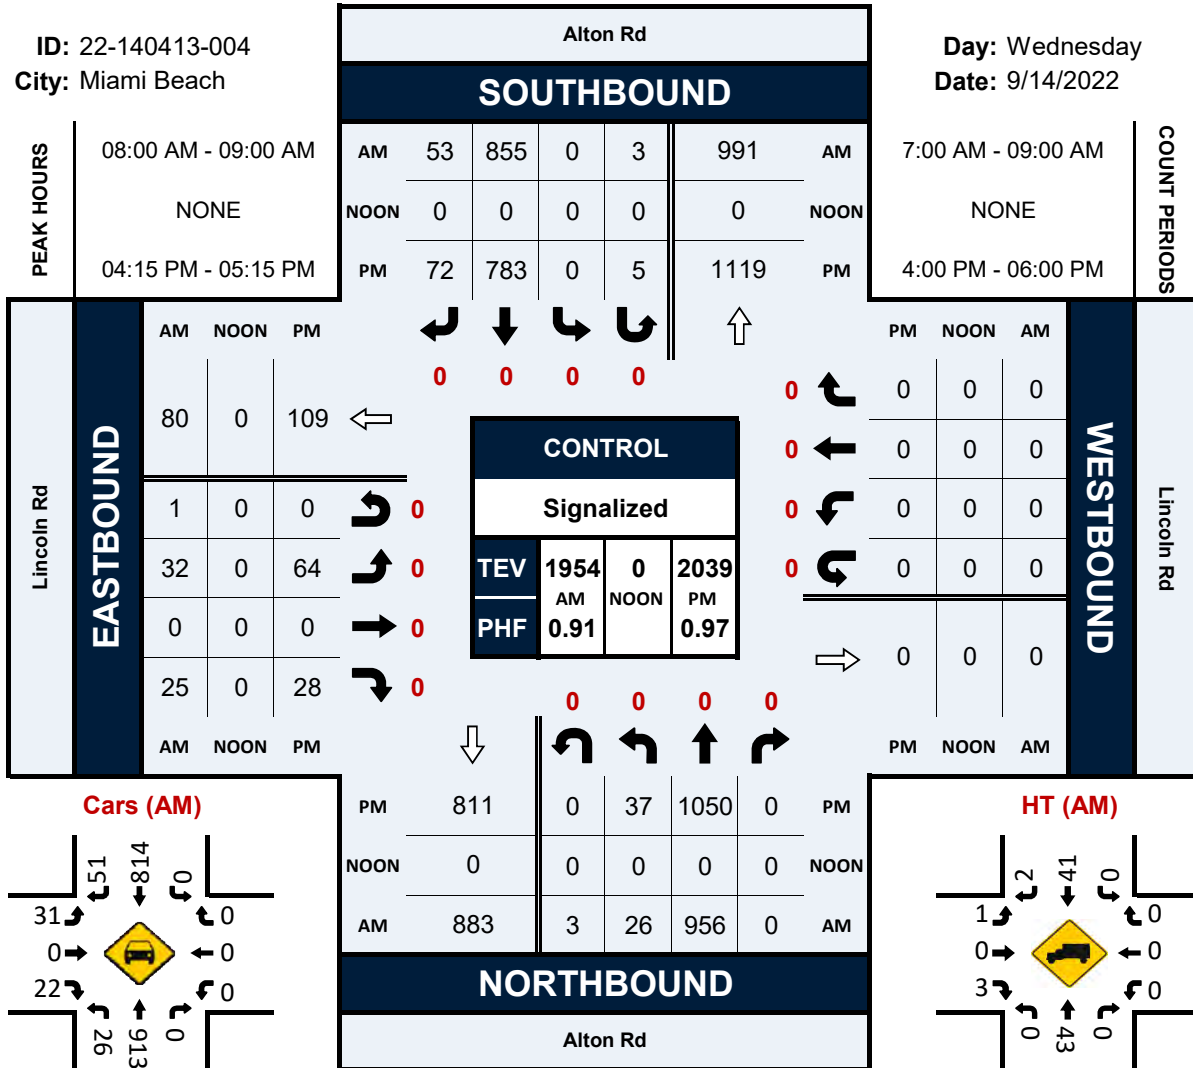 Alton Rd
ID: 22-140413-004
Day: Wednesday
City: Miami Beach
Date: 9/14/2022
SOUTHBOUND
PEAK HOURS
08:00 AM - 09:00 AM
NONE
04:15 PM - 05:15 PM
AM 53 855 0 3 991 AM
NOON 0 0 0 0 0 NOON
PM 72 783 0 5 1119 PM
7:00 AM - 09:00 AM
NONE
4:00 PM - 06:00 PM
COUNT PERIODS
0 0 0 0
Lincoln Rd
EASTBOUND
AM NOON PM
80 0 109
1 0 0 0
32 0 64 0
0 0 0 0
25 0 28 0
AM NOON PM
CONTROL
Signalized
TEV 1954 0 2039
AM NOON PM
PHF 0.91 0.97
PM NOON AM
0 0 0 0
0 0 0 0
0 0 0 0
0 0 0 0
0 0 0
PM NOON AM
WESTBOUND
Lincoln Rd
0 0 0 0
PM 811 0 37 1050 0 PM
NOON 0 0 0 0 0 NOON
AM 883 3 26 956 0 AM
NORTHBOUND
Alton Rd
Cars (AM)
51 814 0
31 0
0 0
22 0
26 913 0
HT (AM)
2 41 0
1 0
0 0
3 0
0 43 0